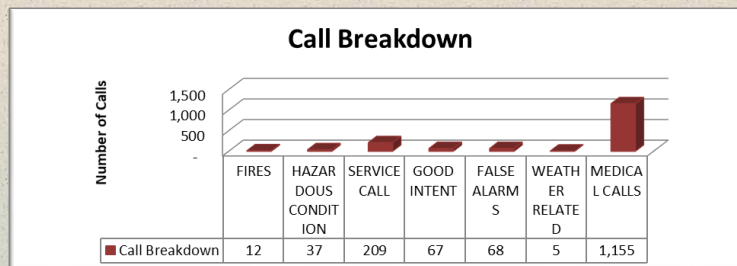 Call Breakdown
Number of Calls
1,500
1,000
500
-
FIRES
HAZAR
DOUS
CONDIT
ION
SERVICE
CALL
GOOD
INTENT
FALSE
ALARM
S
WEATH
ER
RELATE
D
MEDICA
L CALLS
Call Breakdown 12 37 209 67 68 5 1,155